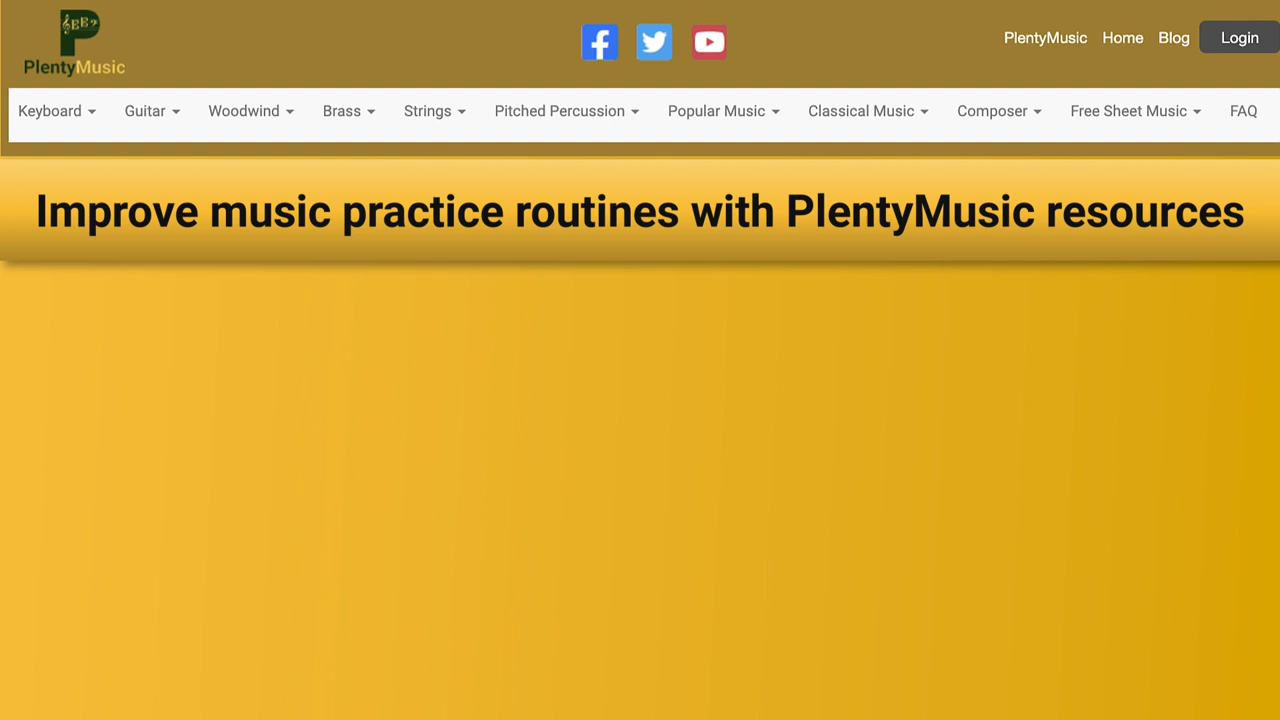 PlentyMusic
PlentyMusic Home Blog Login
Keyboard Guitar Woodwind Brass Strings Pitched Percussion Popular Music Classical Music Composer Free Sheet Music FAQ
Improve music practice routines with PlentyMusic resources